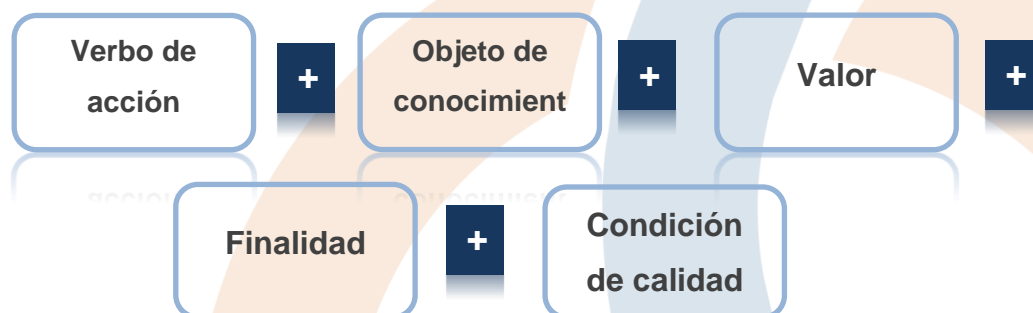 Verbo de
acción
+
Objeto de
conocimient
+
Valor
+
Finalidad
+
Condición
de calidad